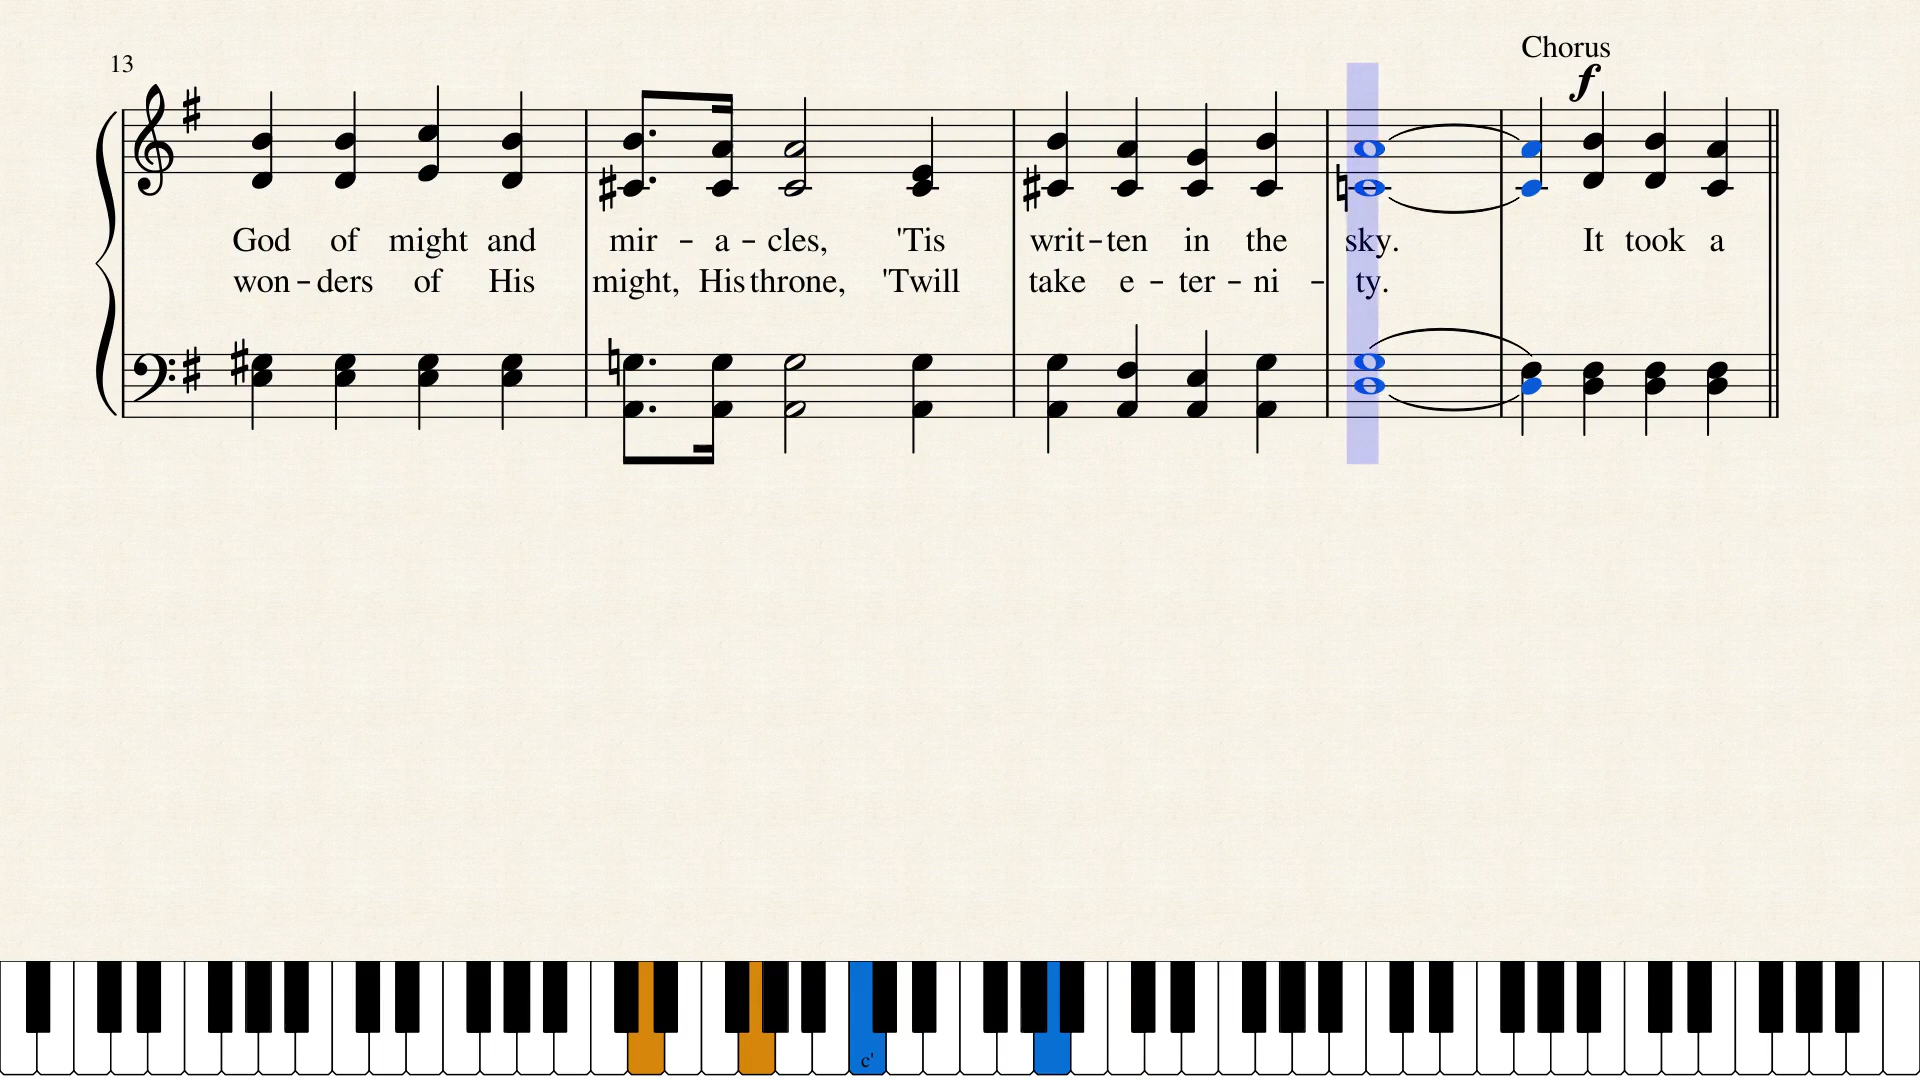 Chorus
13
f
God of might and mir - a - cles, 'Tis writ - ten in the sky. It took a
won - ders of His might, His throne, 'Twill take e - ter - ni - ty.
c'